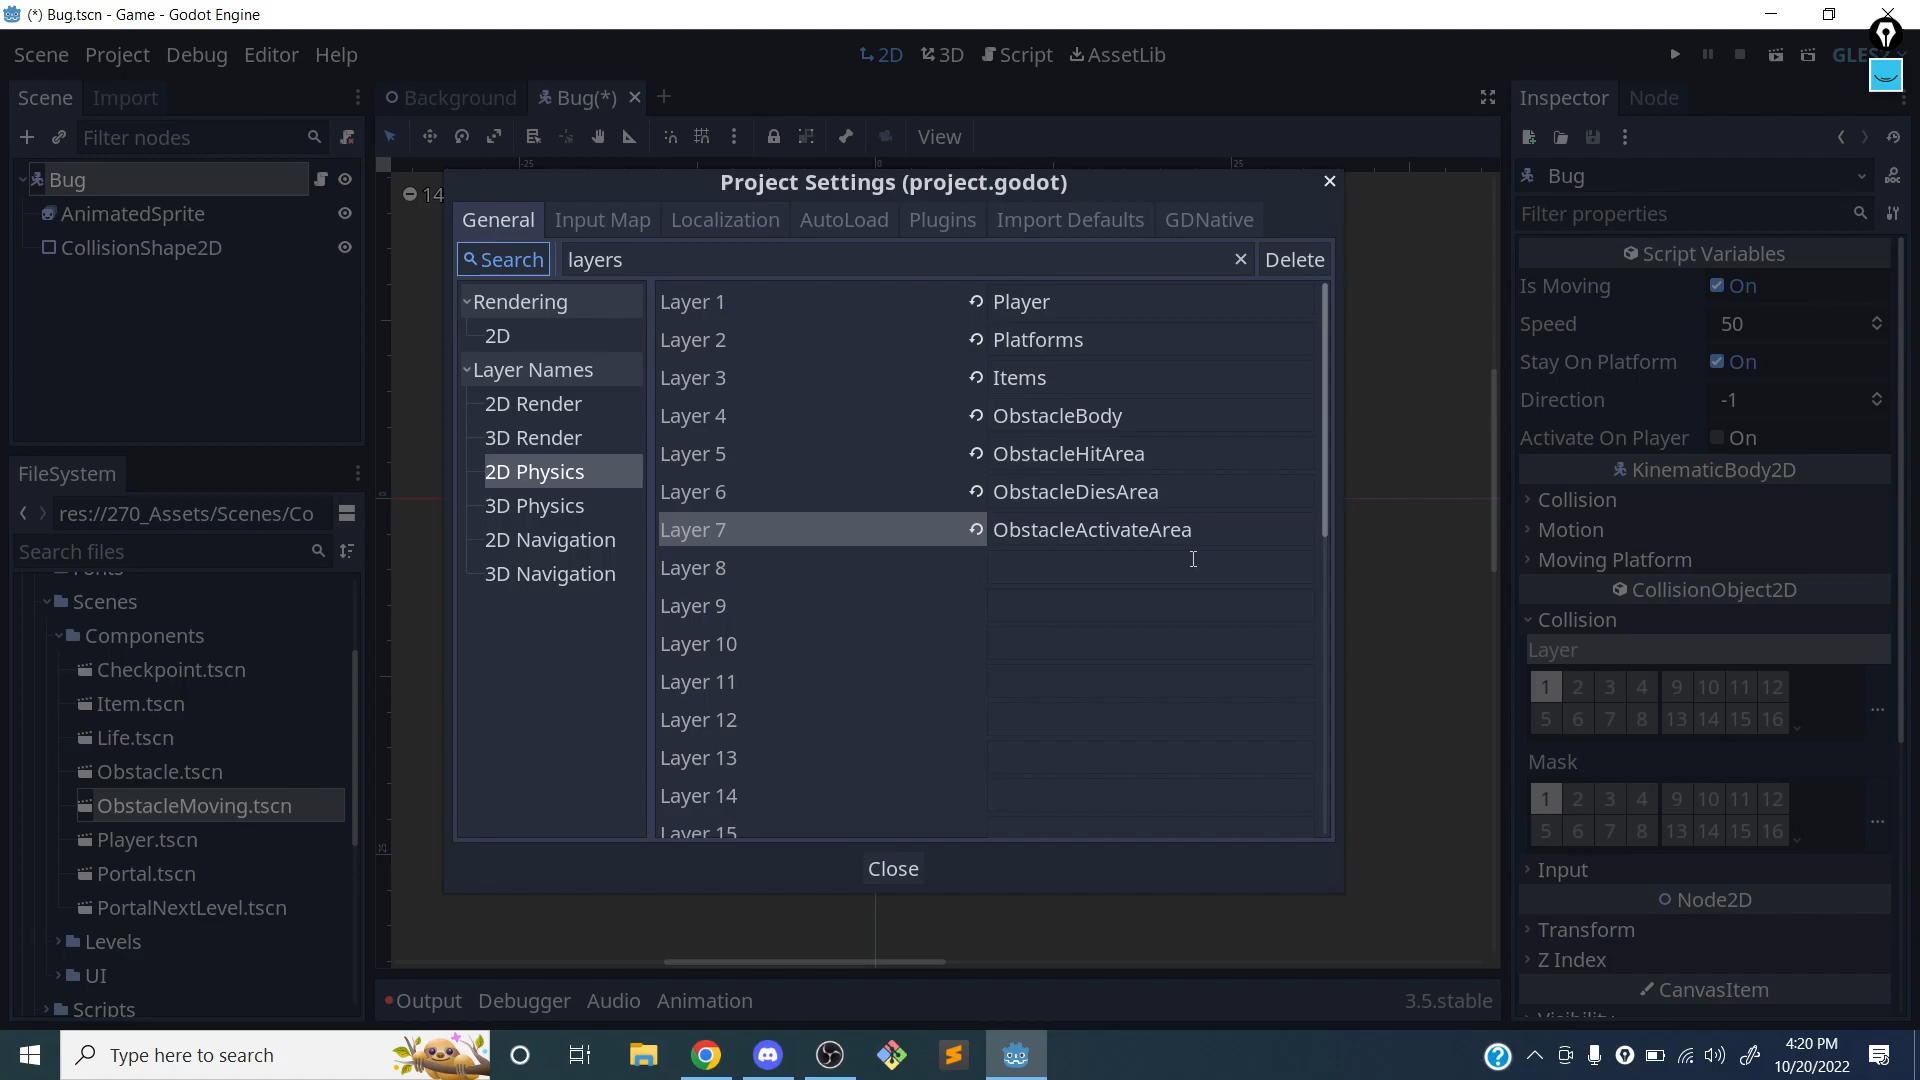 (*) Bug.tscn - Game - Godot Engine
Scene Project Debug Editor Help
2D 3D Script AssetLib
Scene Import
Background Bug(*)
Inspector Node
Filter nodes
View
Bug
AnimatedSprite
CollisionShape2D
-25 0 25
14
Project Settings (project.godot)
General Input Map Localization AutoLoad Plugins Import Defaults GDNative
Search layers Delete
Rendering
2D
Layer Names
2D Render
3D Render
2D Physics
3D Physics
2D Navigation
3D Navigation
Layer 1 Player
Layer 2 Platforms
Layer 3 Items
Layer 4 ObstacleBody
Layer 5 ObstacleHitArea
Layer 6 ObstacleDiesArea
Layer 7 ObstacleActivateArea
Layer 8
Layer 9
Layer 10
Layer 11
Layer 12
Layer 13
Layer 14
Layer 15
Close
FileSystem
res://270_Assets/Scenes/Co
Search files
Fonts
Scenes
Components
Checkpoint.tscn
Item.tscn
Life.tscn
Obstacle.tscn
ObstacleMoving.tscn
Player.tscn
Portal.tscn
PortalNextLevel.tscn
Levels
UI
Scripts
Output Debugger Audio Animation 3.5.stable
Bug
Filter properties
Script Variables
Is Moving On
Speed 50
Stay On Platform On
Direction -1
Activate On Player On
KinematicBody2D
Collision
Motion
Moving Platform
CollisionObject2D
Collision
Layer
1 2 3 4 9 10 11 12
5 6 7 8 13 14 15 16
Mask
1 2 3 4 9 10 11 12
5 6 7 8 13 14 15 16
Input
Node2D
Transform
Z Index
CanvasItem
Visibility
Type here to search
4:20 PM
10/20/2022